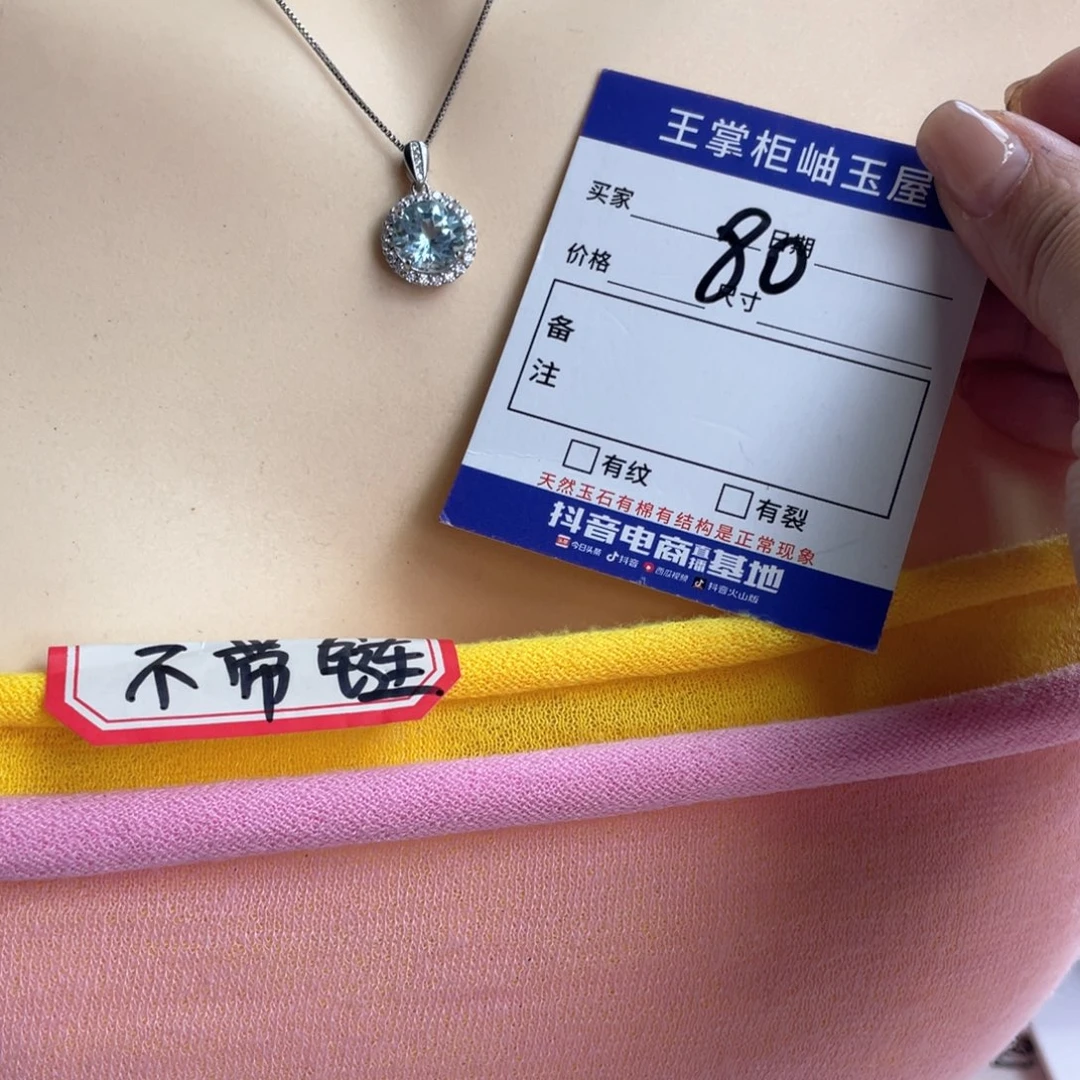 王掌柜岫玉屋
买家 日期
80
价格 尺寸
备
注
有纹 有裂
天然玉石有棉有结构是正常现象
抖音电商直播基地
今日头条 抖音 西瓜视频 抖音火山版
不带链